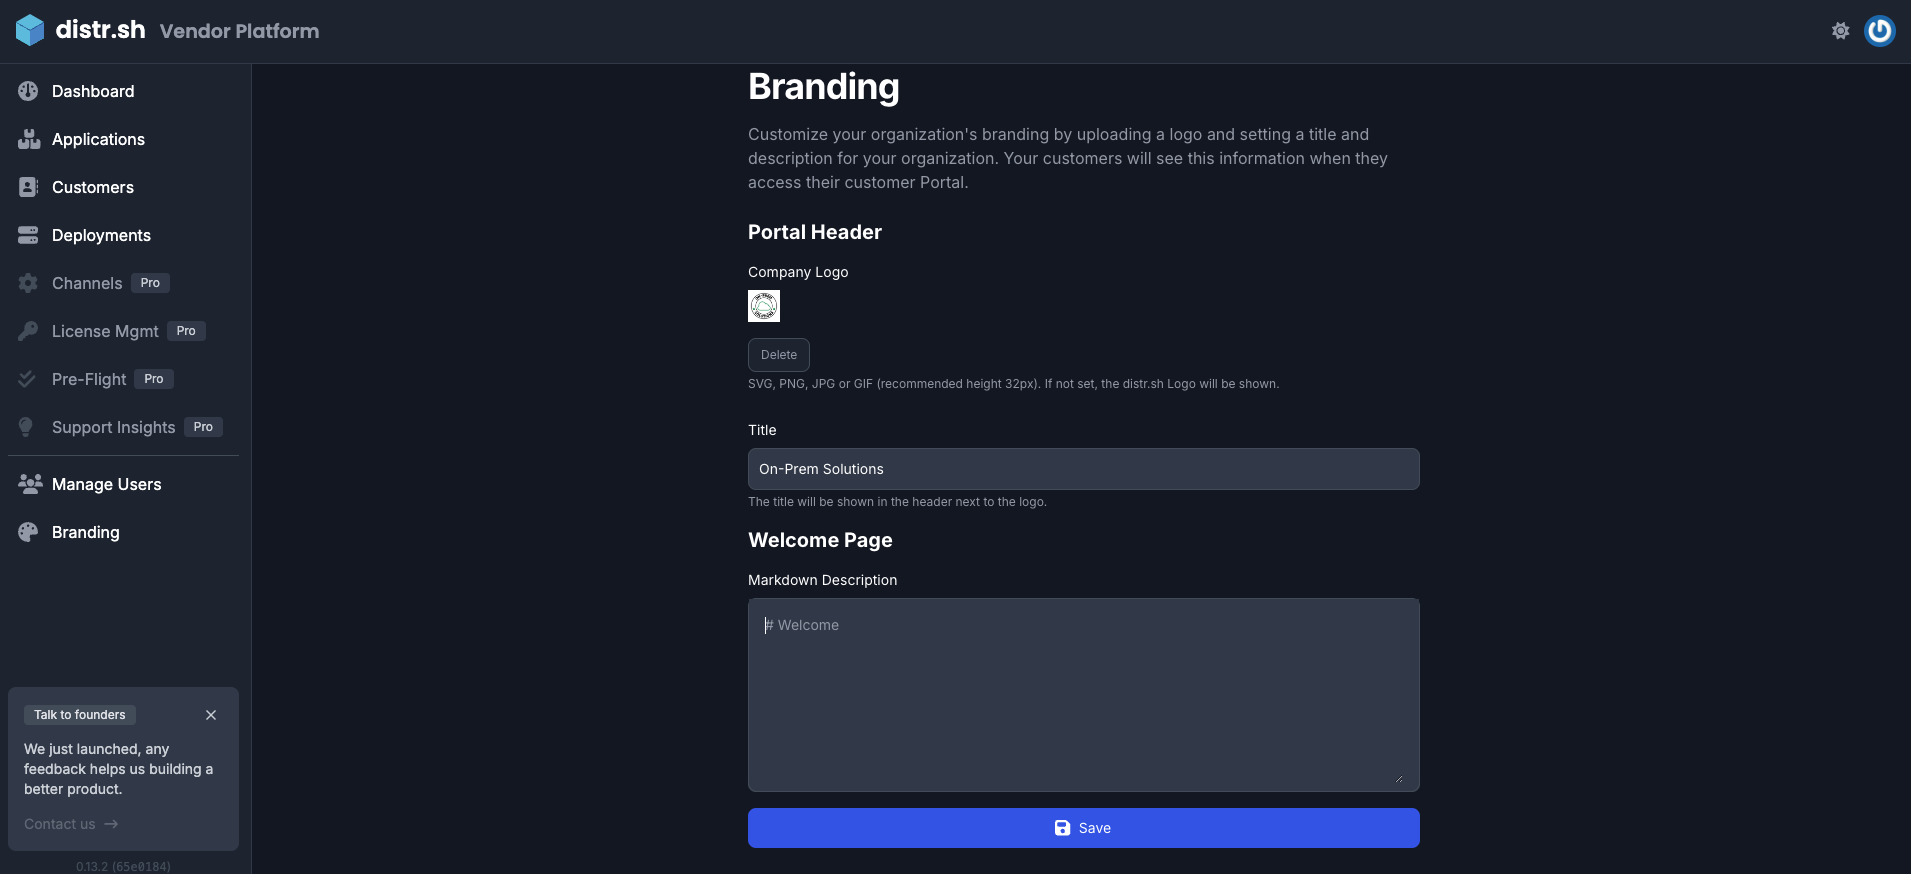 distr.sh Vendor Platform
Dashboard
Applications
Customers
Deployments
Channels Pro
License Mgmt Pro
Pre-Flight Pro
Support Insights Pro
Manage Users
Branding
Talk to founders
We just launched, any
feedback helps us building a
better product.
Contact us →
0.13.2 (65e0184)
Branding
Customize your organization's branding by uploading a logo and setting a title and
description for your organization. Your customers will see this information when they
access their customer Portal.
Portal Header
Company Logo
Delete
SVG, PNG, JPG or GIF (recommended height 32px). If not set, the distr.sh Logo will be shown.
Title
On-Prem Solutions
The title will be shown in the header next to the logo.
Welcome Page
Markdown Description
# Welcome
Save